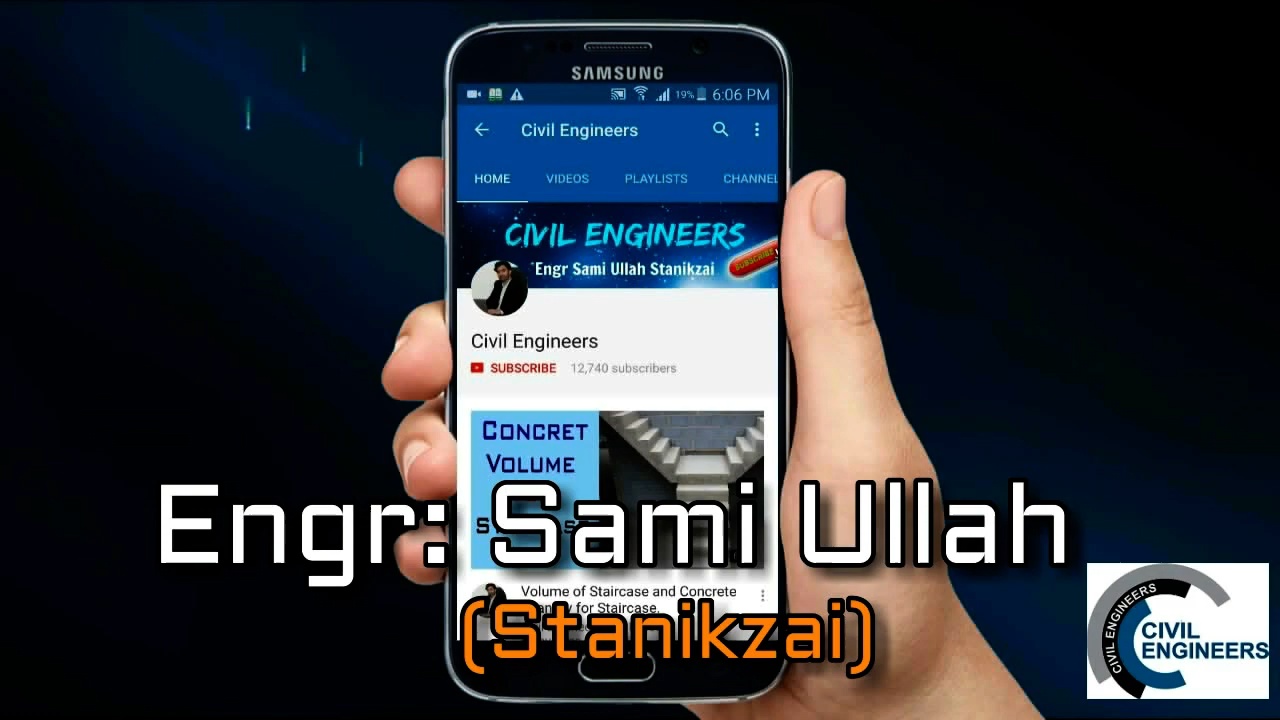 SAMSUNG
19% 6:06 PM
Civil Engineers
HOME VIDEOS PLAYLISTS CHANNEL
CIVIL ENGINEERS
Engr Sami Ullah Stanikzai
SUBSCRIBE
Civil Engineers
SUBSCRIBE 12,740 subscribers
CONCRET
VOLUME
Engr: Sami Ullah
Volume of Staircase and Concrete
for Staircase.
(Stanikzai)
CIVIL ENGINEERS
CIVIL
ENGINEERS